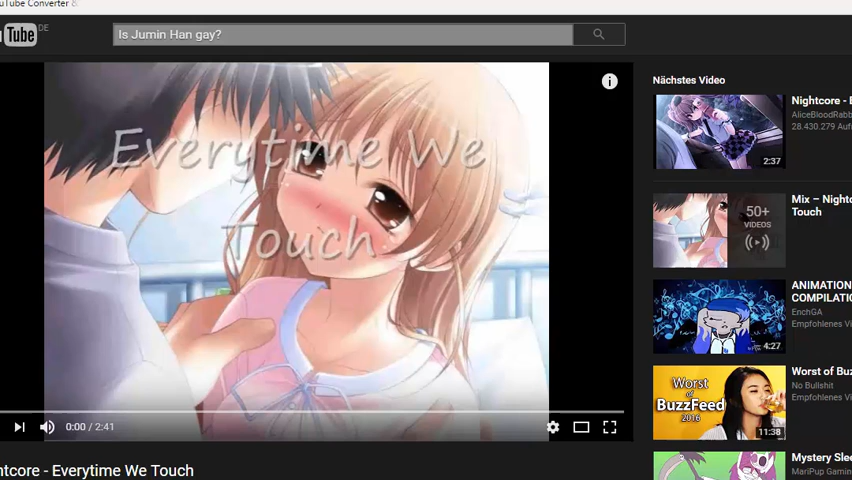 uTube Converter &
Tube DE
Is Jumin Han gay?
Everytime We
Touch
0:00 / 2:41
ntcore - Everytime We Touch
Nächstes Video
Nightcore - E
AliceBloodRabb
28.430.279 Aufr
2:37
Mix – Nightc
Touch
50+
VIDEOS
ANIMATION
COMPILATIO
EnchGA
Empfohlenes Vi
4:27
Worst of Buz
No Bullshit
Empfohlenes Vi
Worst
of
BuzzFeed
2016
11:38
Mystery Slee
MariPup Gaming